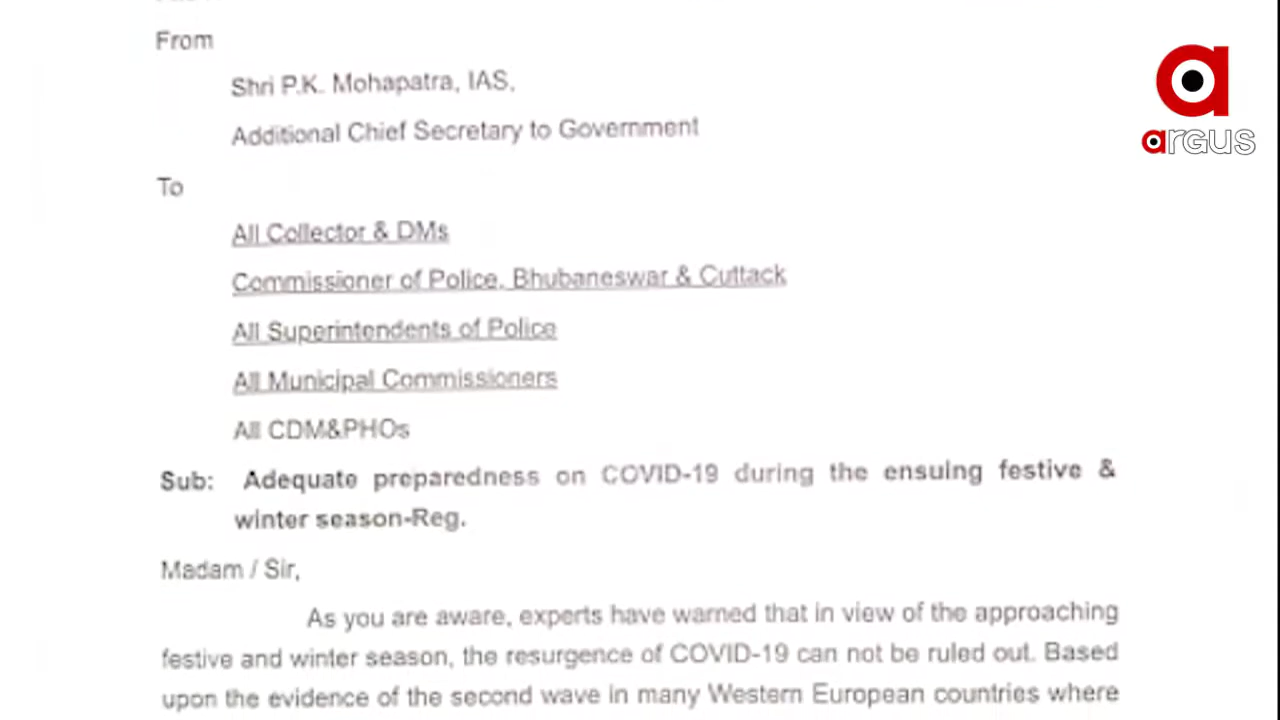 From
Shri P.K. Mohapatra, IAS,
Additional Chief Secretary to Government
To
All Collector & DMs
Commissioner of Police, Bhubaneswar & Cuttack
All Superintendents of Police
All Municipal Commissioners
All CDM&PHOs
Sub: Adequate preparedness on COVID-19 during the ensuing festive &
winter season-Reg.
Madam / Sir,
As you are aware, experts have warned that in view of the approaching
festive and winter season, the resurgence of COVID-19 can not be ruled out. Based
upon the evidence of the second wave in many Western European countries where
argus